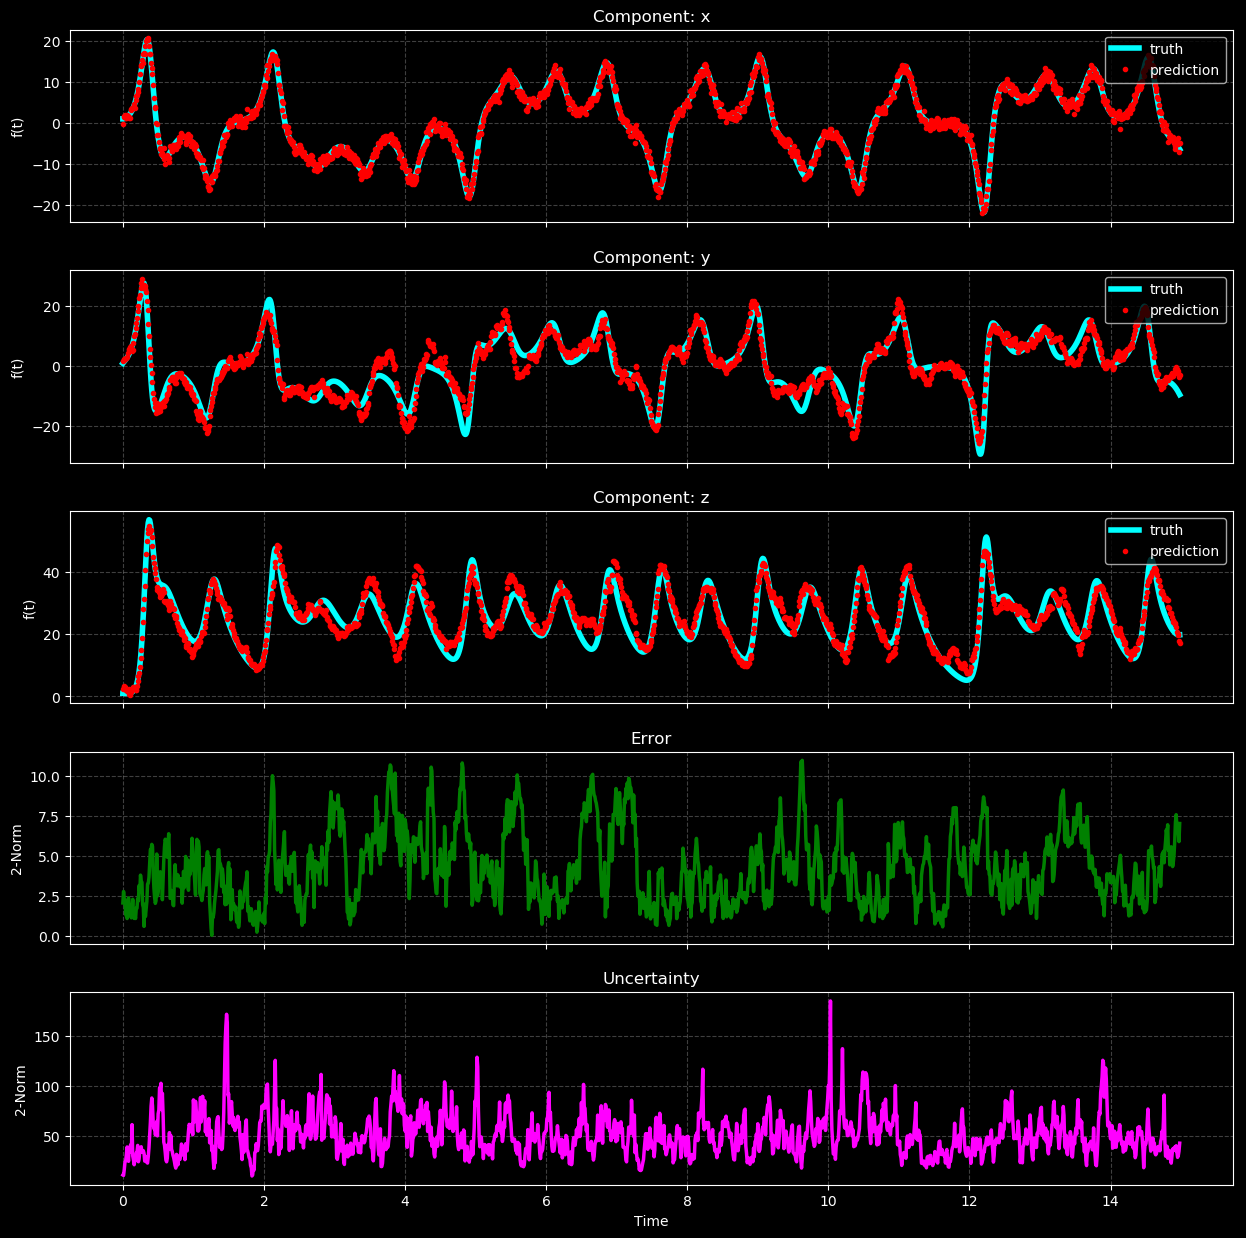 Component: x
20
10
0
−10
−20
f(t)
truth
prediction
Component: y
20
0
−20
f(t)
truth
prediction
Component: z
40
20
0
f(t)
truth
prediction
Error
10.0
7.5
5.0
2.5
0.0
2-Norm
Uncertainty
150
100
50
2-Norm
0 2 4 6 8 10 12 14
Time